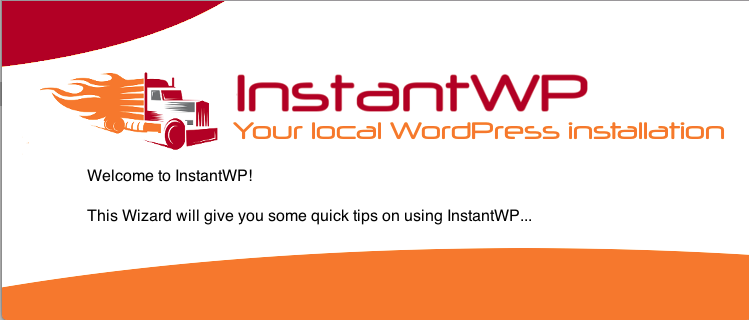 InstantWP
Your local WordPress installation
Welcome to InstantWP!
This Wizard will give you some quick tips on using InstantWP...